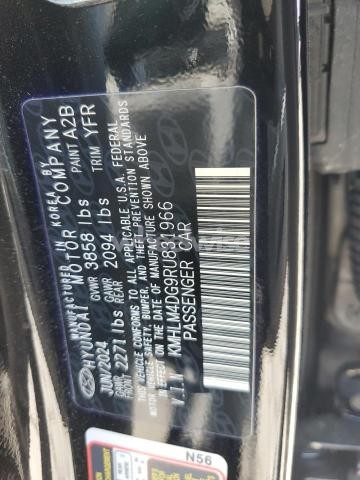 MANUFACTURED IN KOREA BY
HYUNDAI MOTOR COMPANY
JUN/2024 GVWR 3858 lbs PAINT A2B
GAWR FRONT 2271 lbs GAWR REAR 2094 lbs TRIM YFR
THIS VEHICLE CONFORMS TO ALL APPLICABLE U.S.A. FEDERAL
MOTOR VEHICLE SAFETY, BUMPER, AND THEFT PREVENTION STANDARDS
IN EFFECT ON THE DATE OF MANUFACTURE SHOWN ABOVE
V.I.N KMHLM4DG9RU831966
PASSENGER CAR
N56